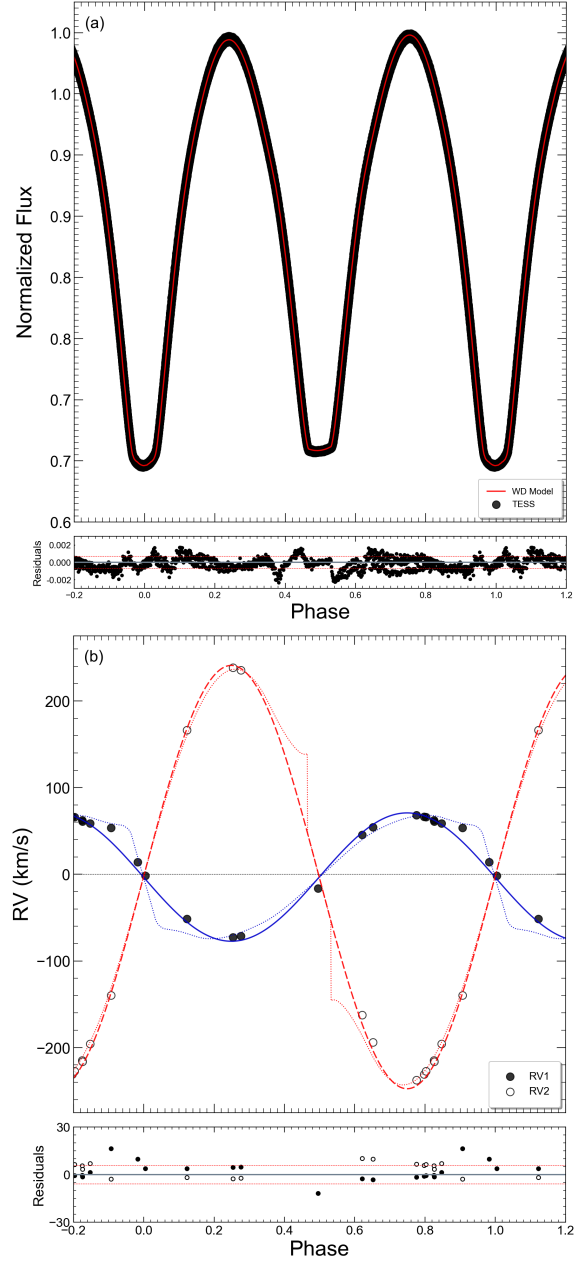 (a)
1.0
1.0
0.9
0.9
0.8
0.8
0.7
0.7
0.6
Normalized Flux
WD Model
TESS
0.002
0.000
-0.002
Residuals
-0.2 0.0 0.2 0.4 0.6 0.8 1.0 1.2
Phase
(b)
200
100
0
−100
−200
RV (km/s)
RV1
RV2
30
15
0
−30
Residuals
−0.2 0.0 0.2 0.4 0.6 0.8 1.0 1.2
Phase